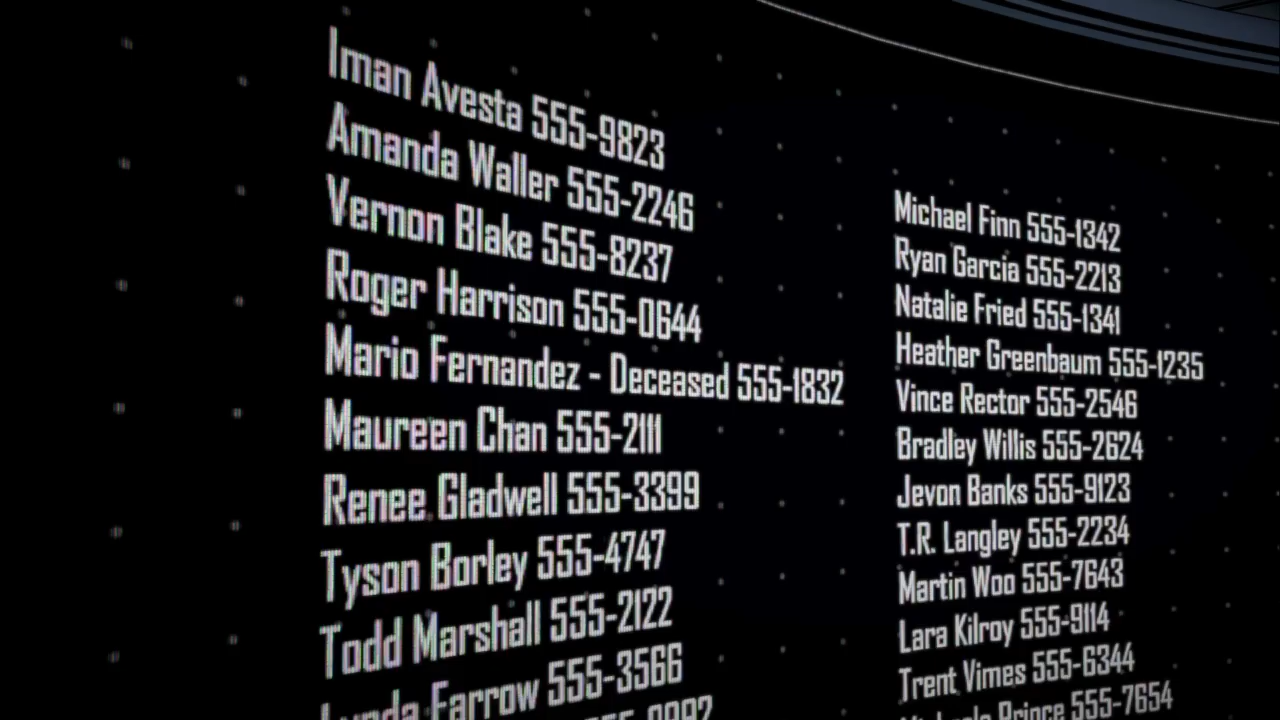 Iman Avesta 555-9823
Amanda Waller 555-2246
Vernon Blake 555-8237
Roger Harrison 555-0644
Mario Fernandez - Deceased 555-1832
Maureen Chan 555-2111
Renee Gladwell 555-3399
Tyson Borley 555-4747
Todd Marshall 555-2122
Lynda Farrow 555-3566
Michael Finn 555-1342
Ryan Garcia 555-2213
Natalie Fried 555-1341
Heather Greenbaum 555-1235
Vince Rector 555-2546
Bradley Willis 555-2624
Jevon Banks 555-9123
T.R. Langley 555-2234
Martin Woo 555-7643
Lara Kilroy 555-9114
Trent Vimes 555-6344
Prince 555-7654